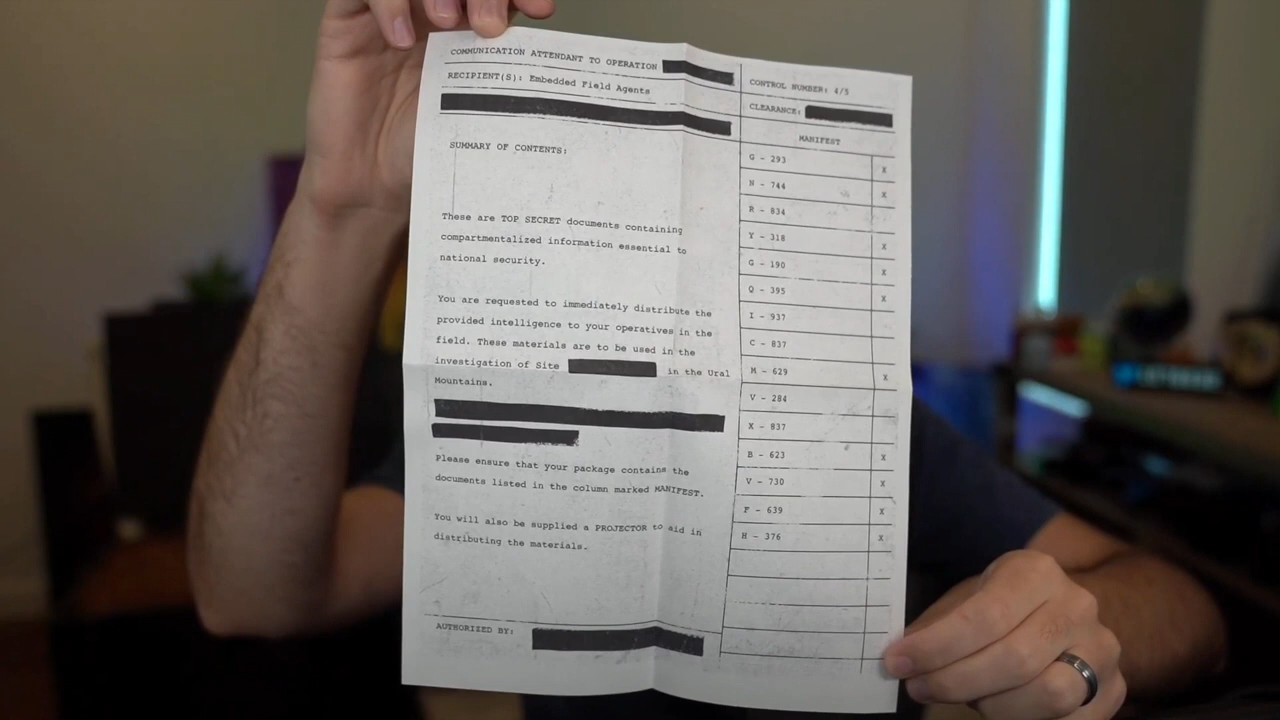 COMMUNICATION ATTENDANT TO OPERATION
RECIPIENT(S): Embedded Field Agents
SUMMARY OF CONTENTS:
These are TOP SECRET documents containing
compartmentalized information essential to
national security.
You are requested to immediately distribute the
provided intelligence to your operatives in the
field. These materials are to be used in the
investigation of Site in the Ural
Mountains.
Please ensure that your package contains the
documents listed in the column marked MANIFEST.
You will also be supplied a PROJECTOR to aid in
distributing the materials.
AUTHORIZED BY:
CONTROL NUMBER: 4/5
CLEARANCE:
MANIFEST
G - 293 X
N - 744 X
R - 834
Y - 318 X
G - 190 X
Q - 395 X
I - 937
C - 837
M - 629 X
V - 284
X - 837
B - 623 X
V - 730 X
F - 639 X
H - 376 X